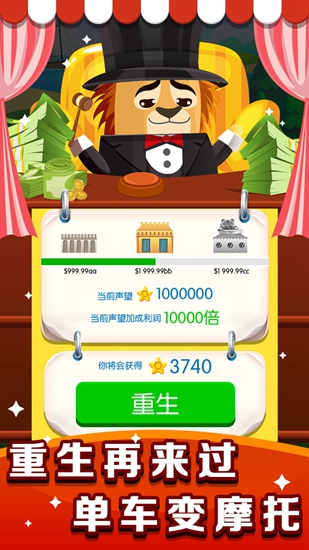 $999.99aa $1 999.99bb $1 999.99cc
当前声望 1000000
当前声望加成利润 10000倍
你将会获得 3740
重生
重生再来过
单车变摩托